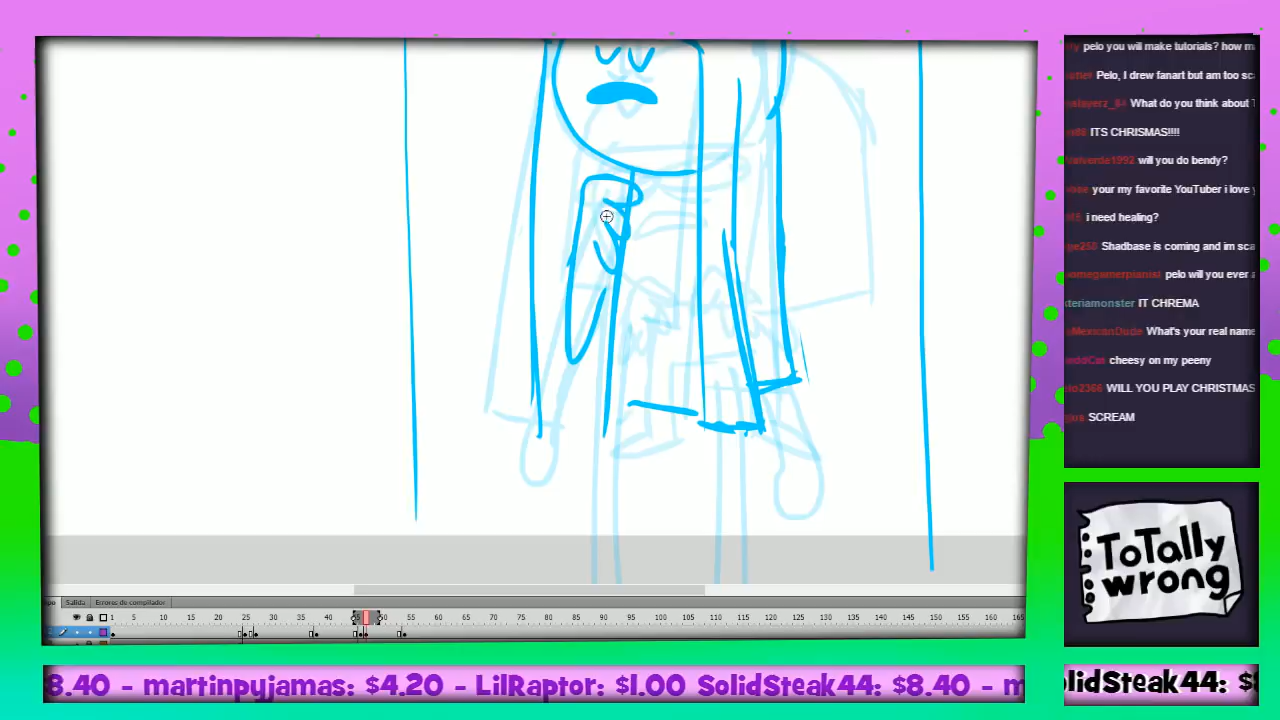 pelo you will make tutorials? how m
Pelo, I drew fanart but am too sc
What do you think about T
ITS CHRISMAS!!!!
will you do bendy?
your my favorite YouTuber i love y
i need healing?
Shadbase is coming and im sca
pelo will you ever a
teriamonster IT CHREMA
MexicanDude What's your real name
cheesy on my peeny
WILL YOU PLAY CHRISTMAS
SCREAM
ToTally
wrong
Salida Errores de compilador
1 5 10 15 20 25 30 35 40 50 55 60 65 70 75 80 85 90 95 100 105 110 115 120 125 130 135 140 145 150 155 160 165
8.40 - martinpyjamas: $4.20 - LilRaptor: $1.00 SolidSteak44: $8.40 - m
olidSteak44: $8